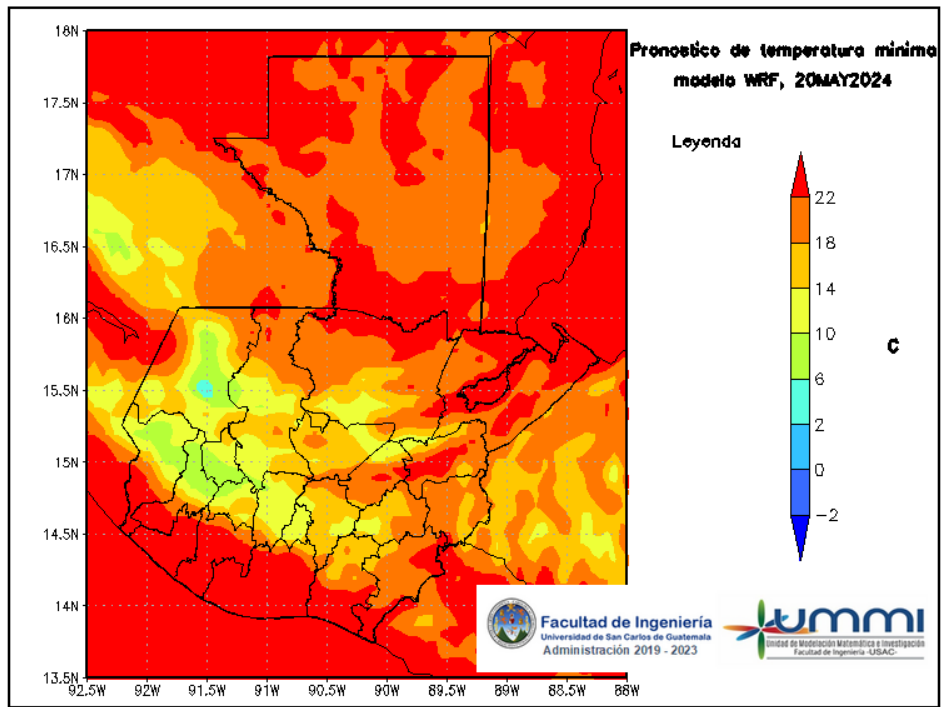 Pronostico de temperatura minima
modelo WRF, 20MAY2024
Leyenda
22
18
14
10
6
2
0
-2
C
18N
17.5N
17N
16.5N
16N
15.5N
15N
14.5N
14N
13.5N
92.5W 92W 91.5W 91W 90.5W 90W 89.5W 89W 88.5W 88W
Facultad de Ingeniería
Universidad de San Carlos de Guatemala
Administración 2019 - 2023
UMMI
Unidad de Modelación Matemática e Investigación
Facultad de Ingeniería -USAC-